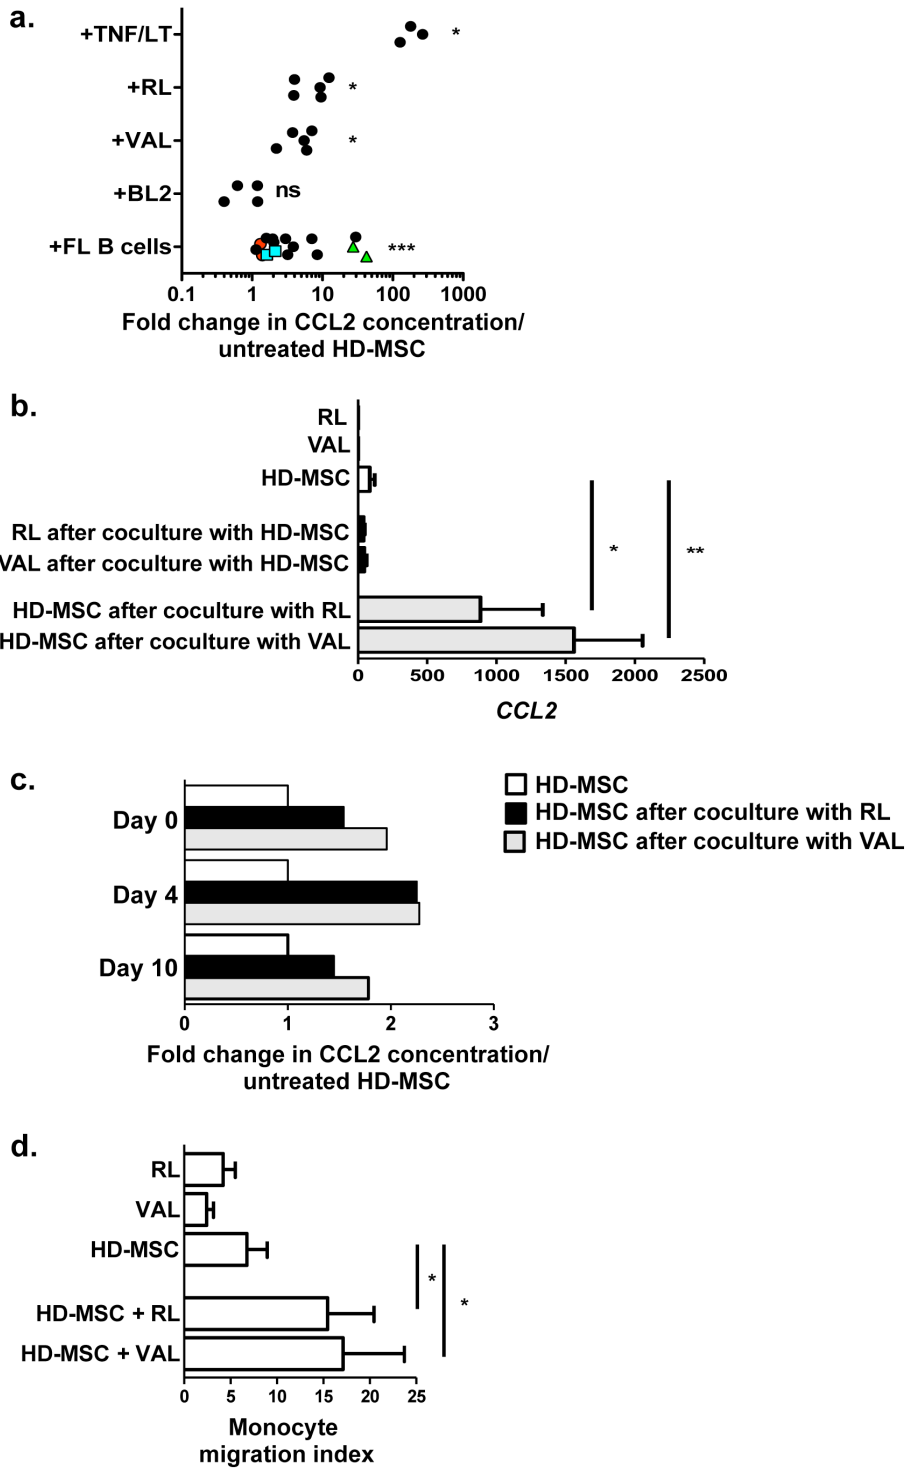 a.
+TNF/LT
*
+RL
*
+VAL
*
+BL2
ns
+FL B cells
***
0.1 1 10 100 1000
Fold change in CCL2 concentration/
untreated HD-MSC
b.
RL
VAL
HD-MSC
RL after coculture with HD-MSC
VAL after coculture with HD-MSC
* **
HD-MSC after coculture with RL
HD-MSC after coculture with VAL
0 500 1000 1500 2000 2500
CCL2
c.
HD-MSC
HD-MSC after coculture with RL
HD-MSC after coculture with VAL
Day 0
Day 4
Day 10
0 1 2 3
Fold change in CCL2 concentration/
untreated HD-MSC
d.
RL
VAL
HD-MSC
*
*
HD-MSC + RL
HD-MSC + VAL
0 5 10 15 20 25
Monocyte
migration index